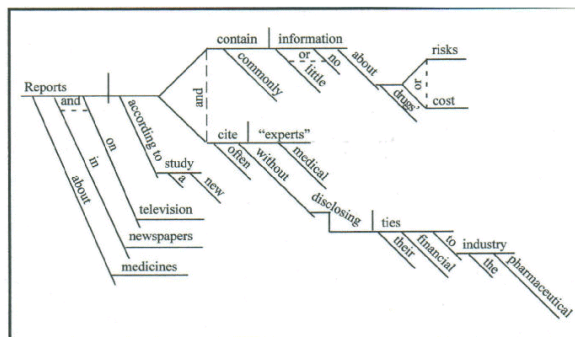 contain information
or
no
about
risks
commonly
little
drugs'
or
cost
Reports
and
according to
and
on
in
about
study
a
new
cite "experts"
often
without
medical
television
newspapers
medicines
disclosing
ties
their
financial
to
industry
the
pharmaceutical